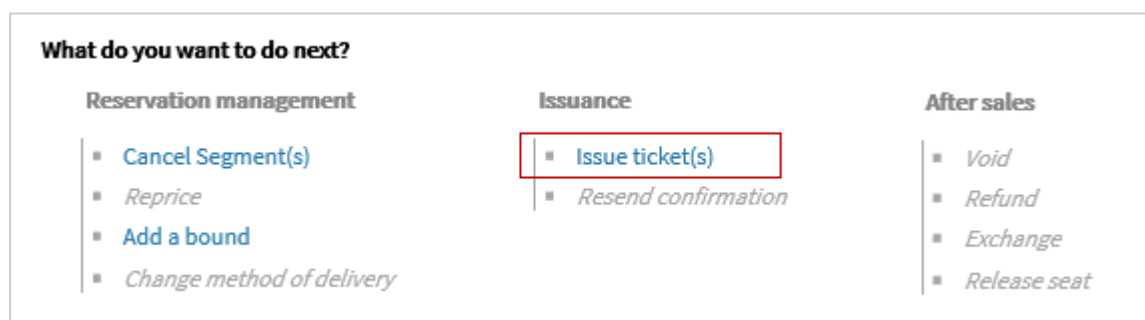 What do you want to do next?
Reservation management
Cancel Segment(s)
Reprice
Add a bound
Change method of delivery
Issuance
Issue ticket(s)
Resend confirmation
After sales
Void
Refund
Exchange
Release seat